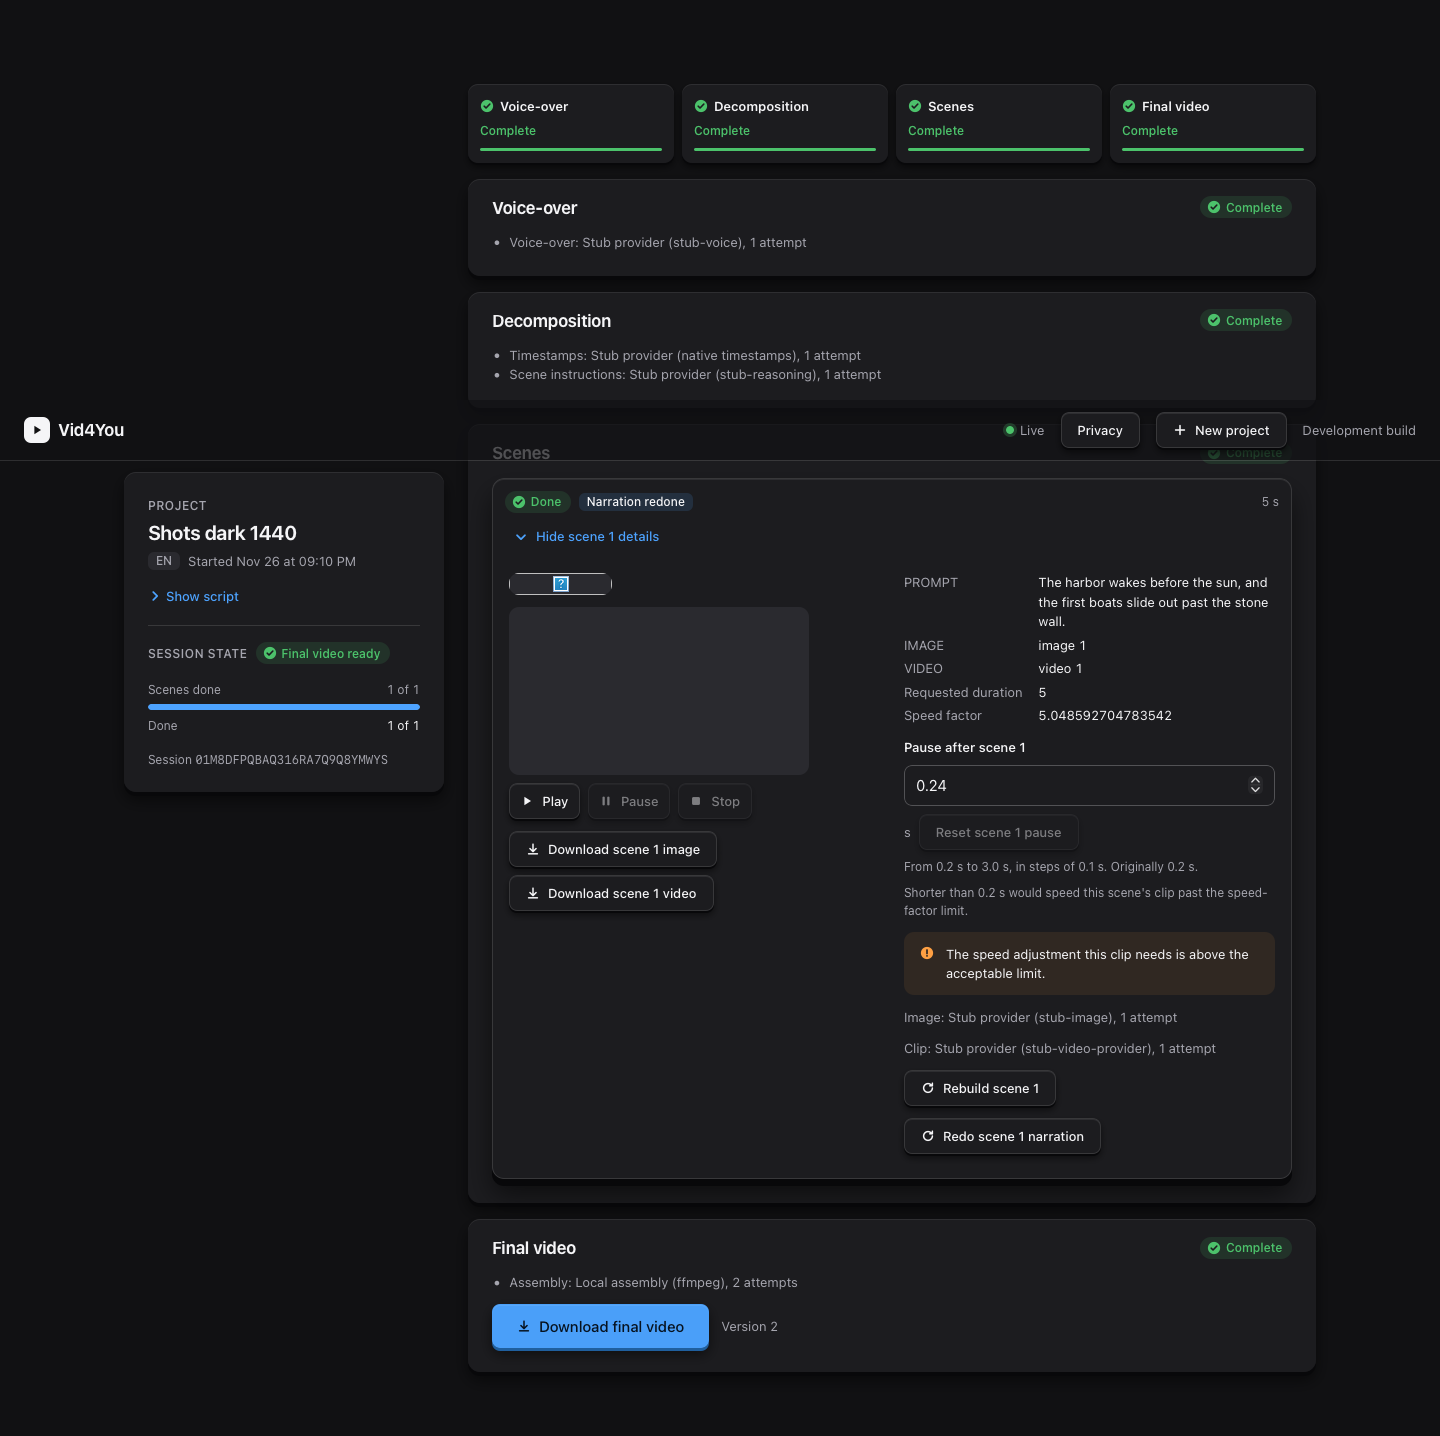 Voice-over
Complete
Decomposition
Complete
Scenes
Complete
Final video
Complete
Voice-over
Complete
Voice-over: Stub provider (stub-voice), 1 attempt
Decomposition
Complete
Timestamps: Stub provider (native timestamps), 1 attempt
Scene instructions: Stub provider (stub-reasoning), 1 attempt
Vid4You
Live
Privacy
New project
Development build
Scenes
Complete
PROJECT
Shots dark 1440
EN
Started Nov 26 at 09:10 PM
Show script
SESSION STATE
Final video ready
Scenes done
1 of 1
Done
1 of 1
Session 01M8DFPQBAQ316RA7Q9Q8YMWYS
Done
Narration redone
5 s
Hide scene 1 details
?
Play
Pause
Stop
Download scene 1 image
Download scene 1 video
PROMPT
The harbor wakes before the sun, and
the first boats slide out past the stone
wall.
IMAGE
image 1
VIDEO
video 1
Requested duration
5
Speed factor
5.048592704783542
Pause after scene 1
0.24
s
Reset scene 1 pause
From 0.2 s to 3.0 s, in steps of 0.1 s. Originally 0.2 s.
Shorter than 0.2 s would speed this scene's clip past the speed-
factor limit.
The speed adjustment this clip needs is above the
acceptable limit.
Image: Stub provider (stub-image), 1 attempt
Clip: Stub provider (stub-video-provider), 1 attempt
Rebuild scene 1
Redo scene 1 narration
Final video
Complete
Assembly: Local assembly (ffmpeg), 2 attempts
Download final video
Version 2